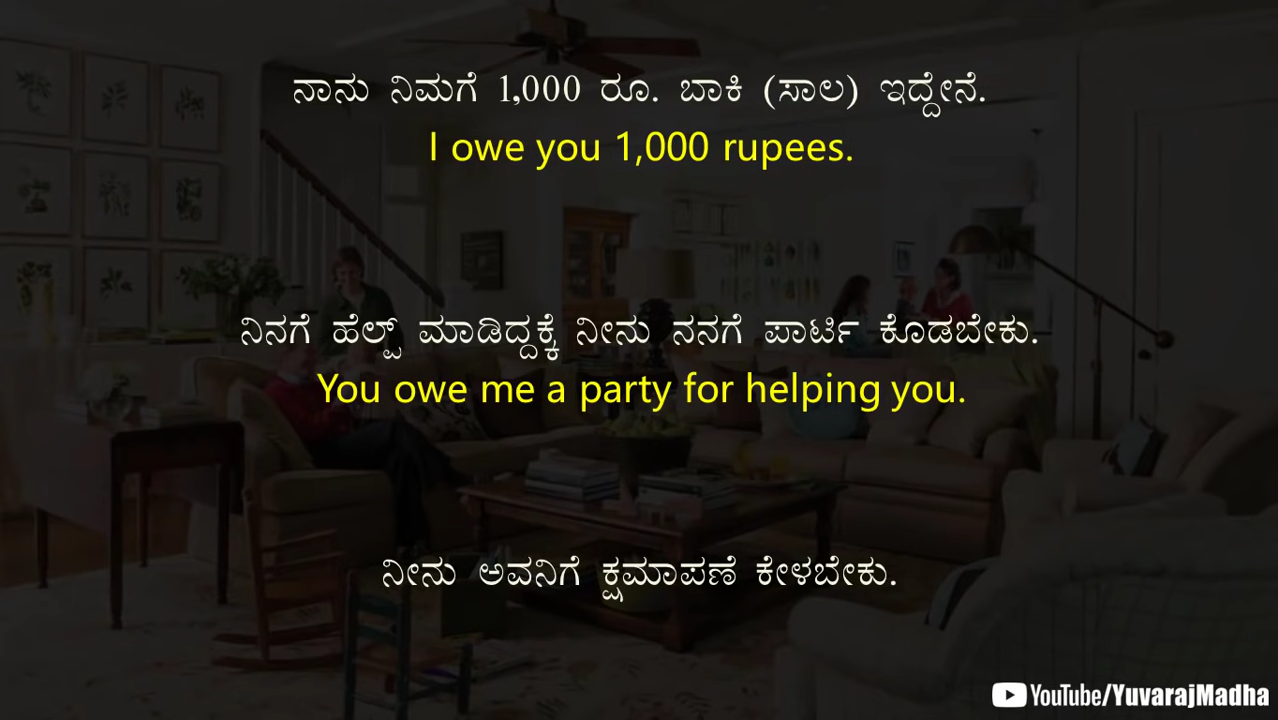 ನಾನು ನಿಮಗೆ 1,000 ರೂ. ಬಾಕಿ (ಸಾಲ) ಇದ್ದೇನೆ.
I owe you 1,000 rupees.
ನಿನಗೆ ಹೆಲ್ಪ್ ಮಾಡಿದ್ದಕ್ಕೆ ನೀನು ನನಗೆ ಪಾರ್ಟಿ ಕೊಡಬೇಕು.
You owe me a party for helping you.
ನೀನು ಅವನಿಗೆ ಕ್ಷಮಾಪಣೆ ಕೇಳಬೇಕು.
YouTube/YuvarajMadha